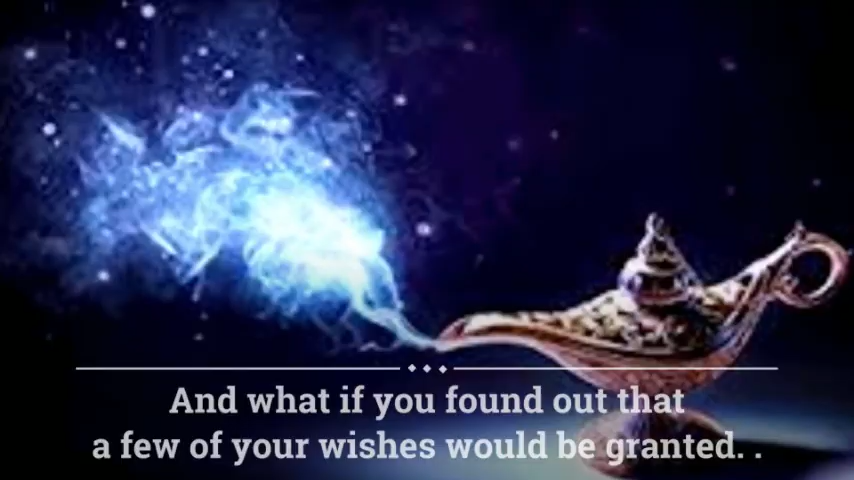 And what if you found out that
a few of your wishes would be granted. .